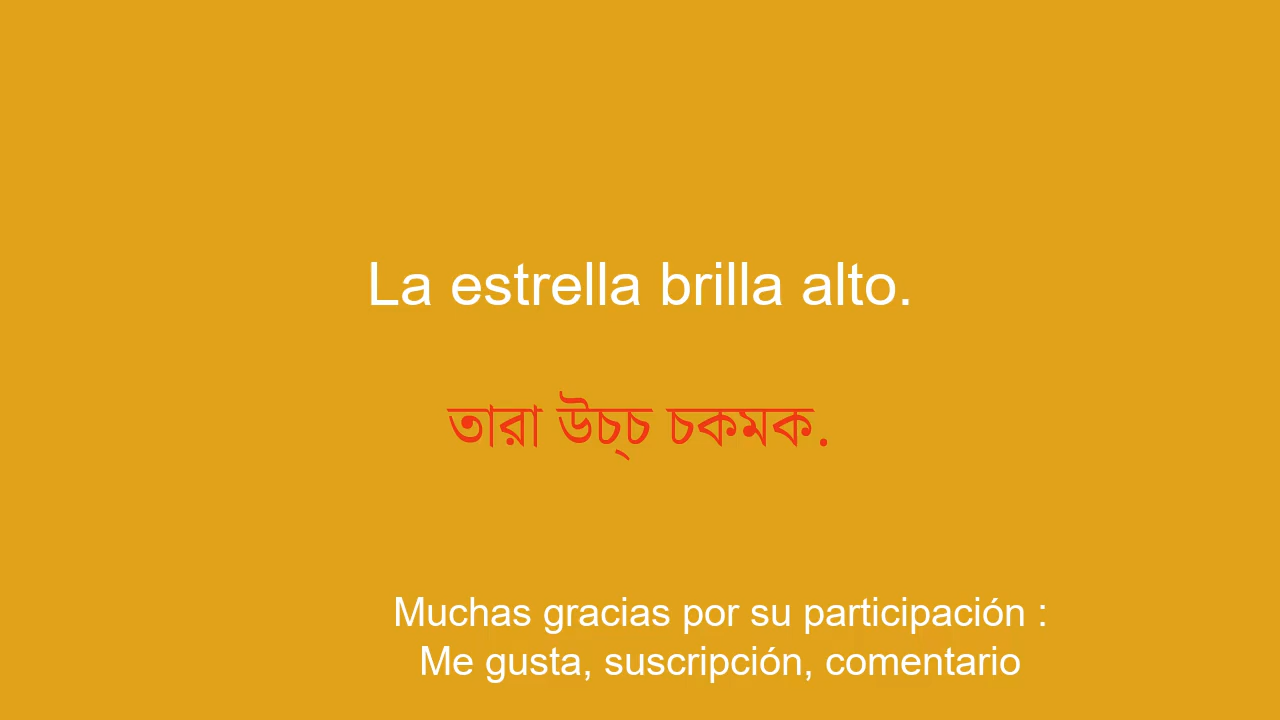 La estrella brilla alto.
তারা উচ্চ চকমক.
Muchas gracias por su participación :
Me gusta, suscripción, comentario